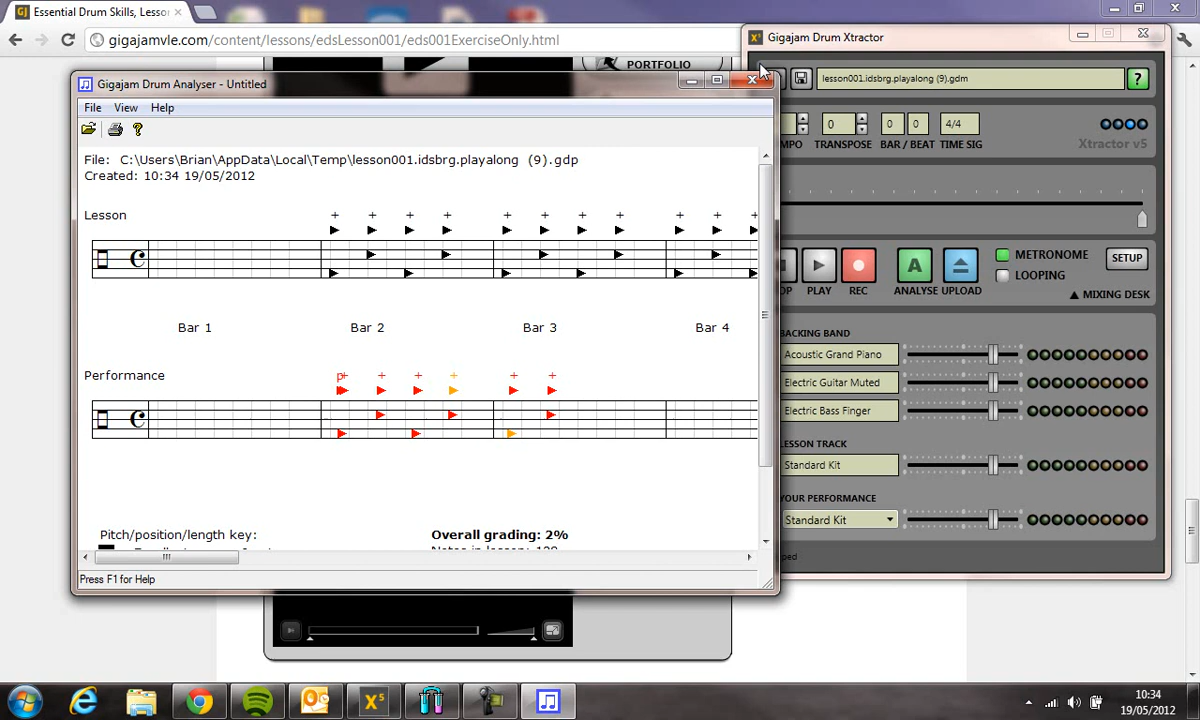 Essential Drum Skills, Lesso
gigajamvle.com/content/lessons/edsLesson001/eds001ExerciseOnly.html
PORTFOLIO
Gigajam Drum Xtractor
lesson001.idsbrg.playalong (9).gdm
?
0
0 0
4/4
MPO TRANSPOSE BAR / BEAT TIME SIG
Xtractor v5
OP PLAY REC ANALYSE UPLOAD
METRONOME
LOOPING
SETUP
MIXING DESK
BACKING BAND
Acoustic Grand Piano
Electric Guitar Muted
Electric Bass Finger
LESSON TRACK
Standard Kit
YOUR PERFORMANCE
Standard Kit
pped
Gigajam Drum Analyser - Untitled
File Gigajam Help
File: C:\Users\Brian\AppData\Local\Temp\lesson001.idsbrg.playalong (9).gdp
Created: 10:34 19/05/2012
Lesson
+ + + + + + + + + + +
Bar 1 Bar 2 Bar 3 Bar 4
Performance
p+ + + + + +
Pitch/position/length key:
Overall grading: 2%
Press F1 for Help
10:34
19/05/2012